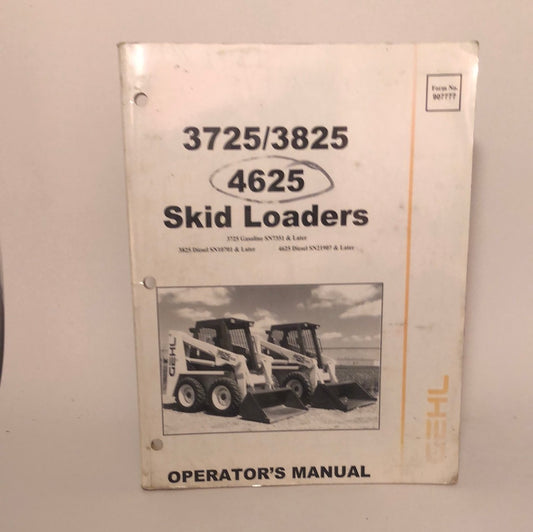 Form No.
907777
3725/3825
4625
Skid Loaders
3725 Gasoline SN7351 & Later
3825 Diesel SN10701 & Later 4625 Diesel SN21907 & Later
GEHL
GEHL
OPERATOR'S MANUAL